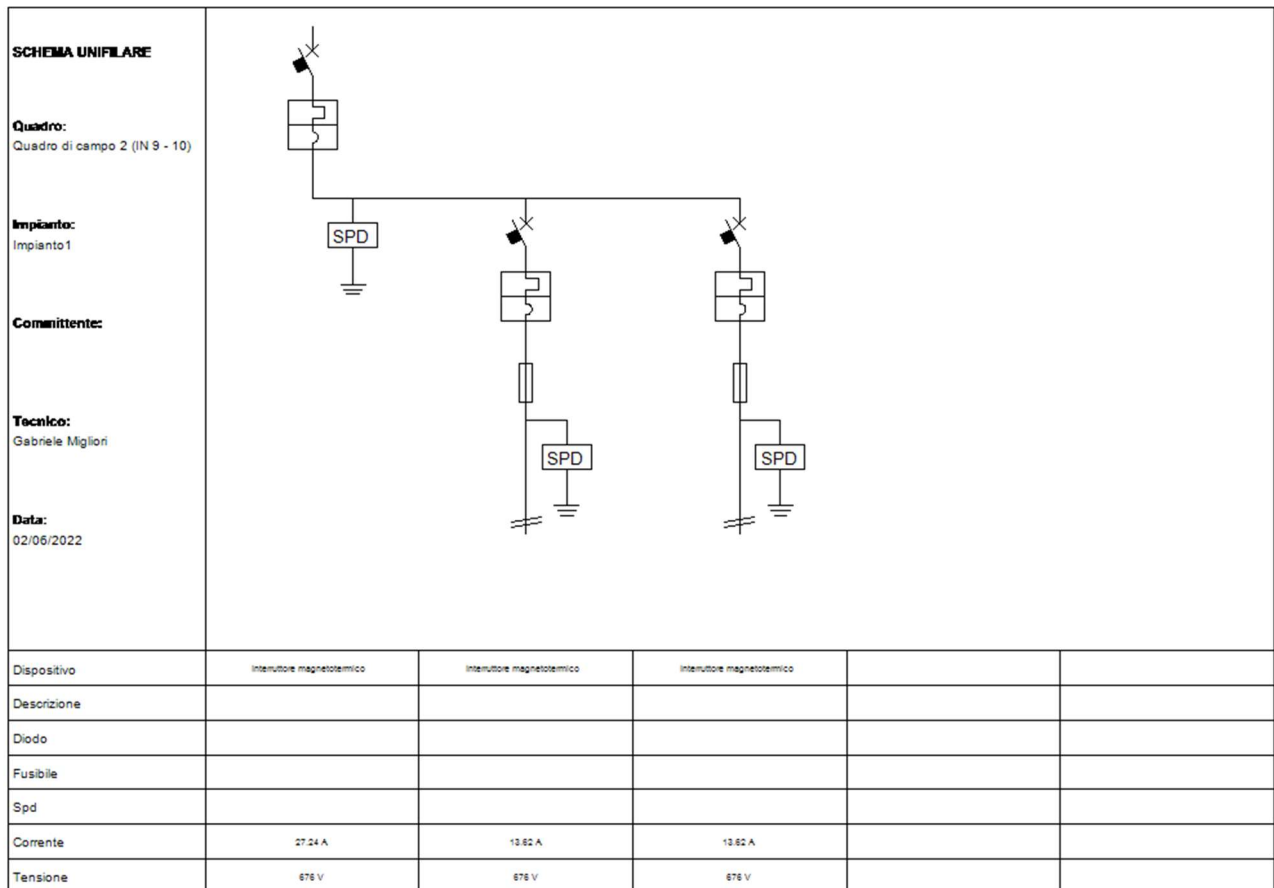 SCHEMA UNIFILARE
Quadro:
Quadro di campo 2 (IN 9 - 10)
Impianto:
Impianto1
Committente:
Tecnico:
Gabriele Migliori
Data:
02/06/2022
SPD
SPD
SPD
Dispositivo Interruttore magnetotermico Interruttore magnetotermico Interruttore magnetotermico
Descrizione
Diodo
Fusibile
Spd
Corrente 27.24 A 13.62 A 13.62 A
Tensione 676 V 676 V 676 V